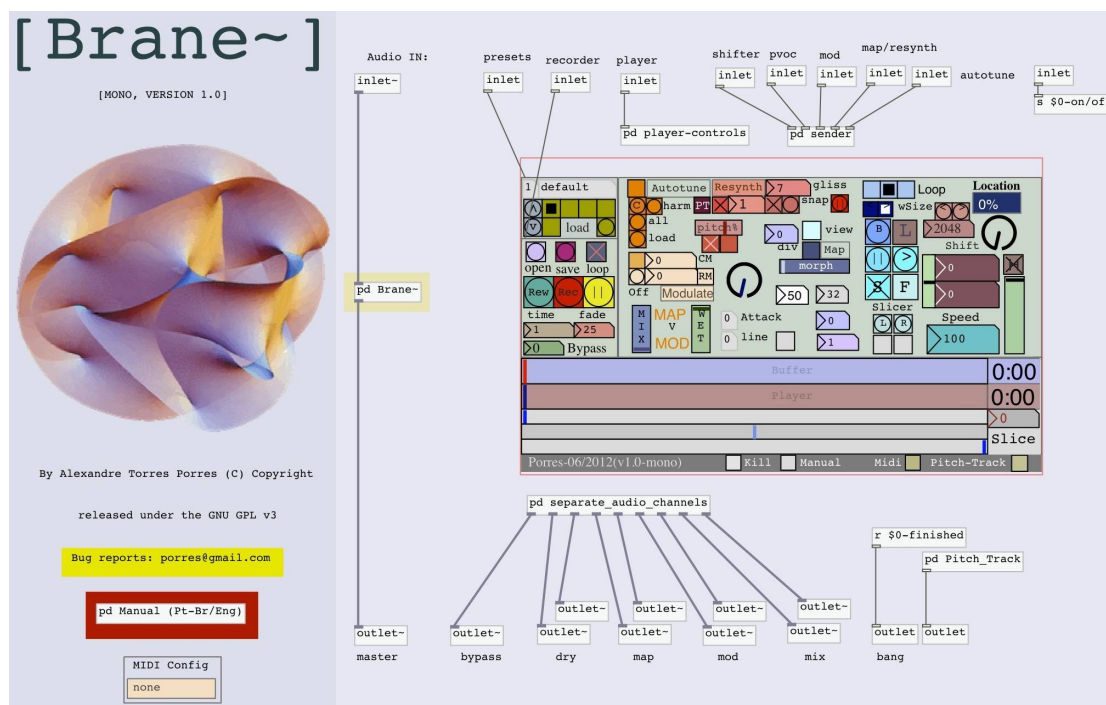 [Brane~]
[MONO, VERSION 1.0]
By Alexandre Torres Porres (C) Copyright
released under the GNU GPL v3
Bug reports: porres@gmail.com
pd Manual (Pt-Br/Eng)
MIDI Config
none
Audio IN:
inlet~
pd Brane~
outlet~
master
presets recorder player
inlet inlet inlet
pd player-controls
shifter pvoc mod map/resynth
inlet inlet inlet inlet inlet autotune
pd sender
inlet
s $0-on/of
1 default
Λ
V load
open save loop
Rew Rec ||
time fade
1 25
0 Bypass
Autotune Resynth 7 gliss
C harm PT 1 snap ||
all pitch% 0 view
load div Map
0 CM morph
0 RM
Off Modulate 50 32
MIX MAP V MOD WET
0 Attack 0
0 line 1
Loop Location
wSize < > 0%
B L 2048
Shift
|| > 0
S F 0
Slicer Speed
L R 100
Buffer 0:00
Player 0:00
0
Slice
Porres-06/2012(v1.0-mono) Kill Manual Midi Pitch-Track
pd separate_audio_channels
outlet~ outlet~ outlet~ outlet~
outlet~ outlet~ outlet~ outlet~ outlet~
bypass dry map mod mix
r $0-finished
pd Pitch_Track
outlet outlet
bang